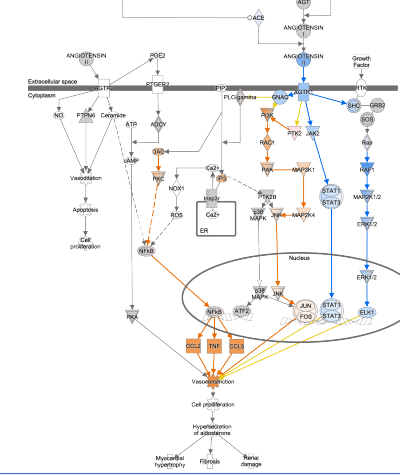 AGT
ACE
ANGIOTENSIN
I
ANGIOTENSIN
II
PGE2
ANGIOTENSIN
II
Growth
Factor
Extracellular space
Cytoplasm
AGTR2
PTGER2
PIP2
PLC gamma
GNAQ
AGTR1
RTK
SHC
GRB2
NO
PTPN6
Ceramide
ATP
ADCY
PI3K
PTK2
JAK2
SOS
Ras
DAG
RAC1
cAMP
Ca2+
IP3
PAK
MAP3K1
RAF1
Vasodilation
PKC
NOX1
Insp3r
PTK2B
STAT1
STAT3
MAP2K1/2
Apoptosis
ROS
Ca2+
p38
MAPK
JNK
MAP2K4
ERK1/2
Cell
proliferation
NFkB
ER
Nucleus
ERK1/2
p38
MAPK
JNK
PKA
NFkB
ATF2
JUN
FOS
STAT1
STAT3
ELK1
CCL2
TNF
CCL5
Vasoconstriction
Cell proliferation
Hypersecretion
of aldosterone
Myocardial
hypertrophy
Fibrosis
Renal
damage